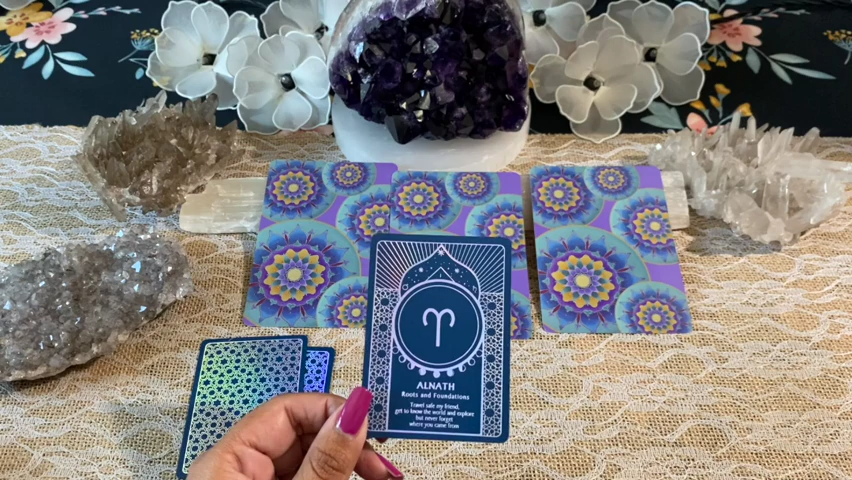 ALNATH
Roots and Foundations
Travel safe my friend,
get to know the world and explore
but never forget
where you came from